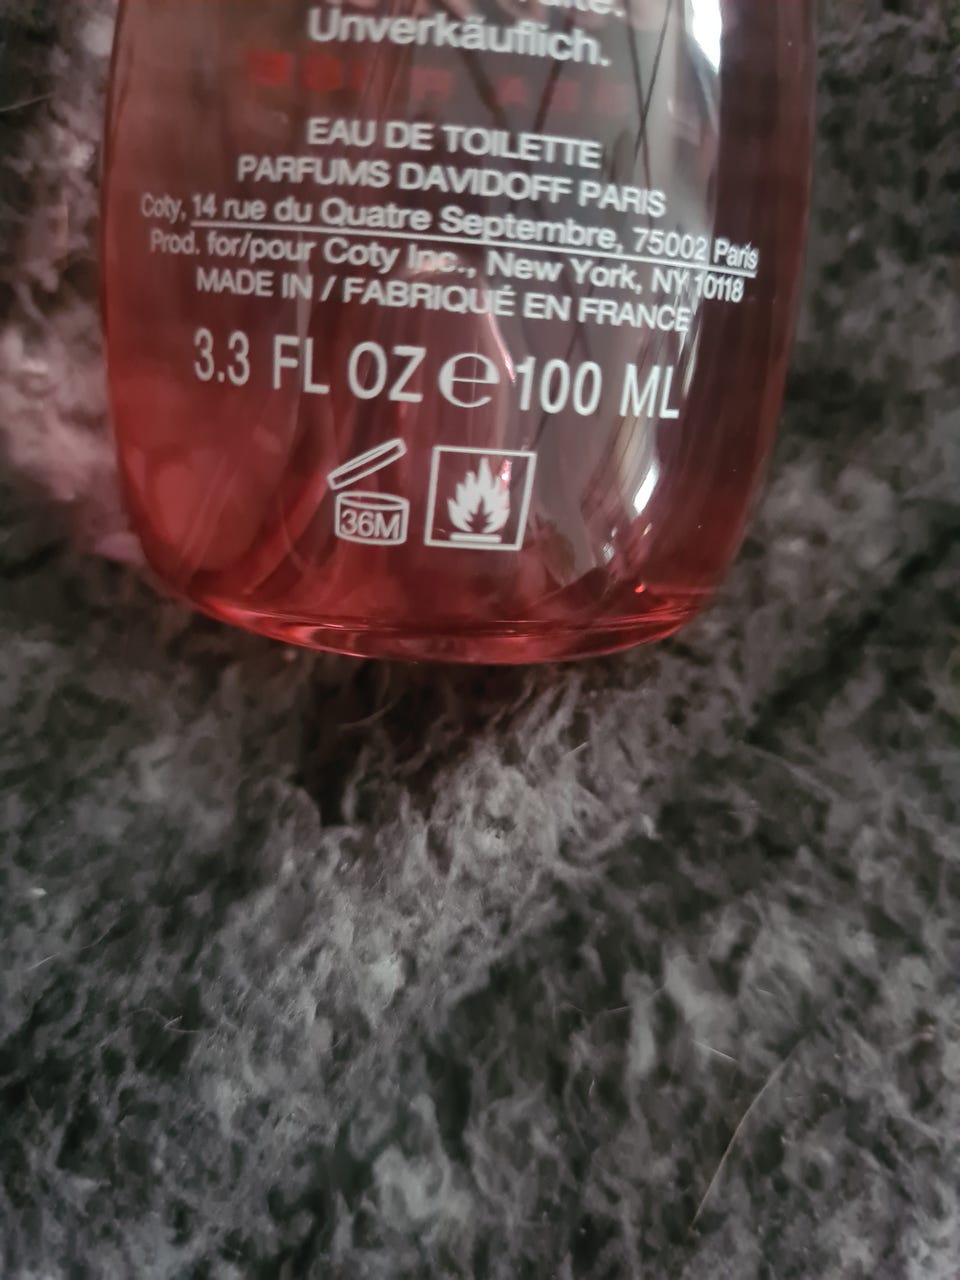 Unverkäuflich.
EAU DE TOILETTE
PARFUMS DAVIDOFF PARIS
Coty, 14 rue du Quatre Septembre, 75002 Paris
Prod. for/pour Coty Inc., New York, NY 10118
MADE IN / FABRIQUÉ EN FRANCE
3.3 FL OZ e 100 ML
36M